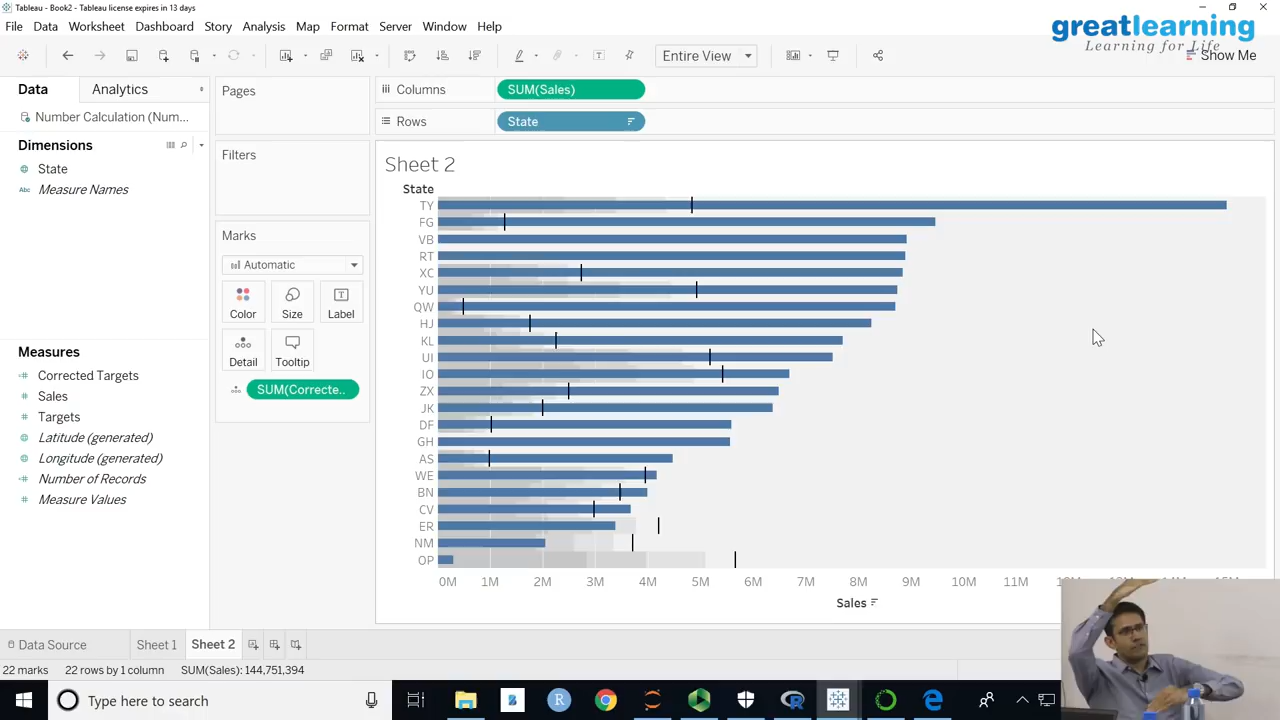 Tableau - Book2 - Tableau license expires in 13 days
File Data Worksheet Dashboard Story Analysis Map Format Server Window Help
greatlearning
Learning for Life
Entire View
Show Me
Data Analytics
Pages
Columns SUM(Sales)
Number Calculation (Num...
Rows State
Dimensions
Filters
State
Measure Names
Sheet 2
State
TY
FG
VB
RT
XC
YU
QW
HJ
KL
UI
IO
ZX
JK
DF
GH
AS
WE
BN
CV
ER
NM
OP
0M 1M 2M 3M 4M 5M 6M 7M 8M 9M 10M 11M
Sales
Marks
Automatic
Color Size Label
Detail Tooltip
SUM(Correcte..
Measures
Corrected Targets
Sales
Targets
Latitude (generated)
Longitude (generated)
Number of Records
Measure Values
Data Source Sheet 1 Sheet 2
22 marks 22 rows by 1 column SUM(Sales): 144,751,394
Type here to search